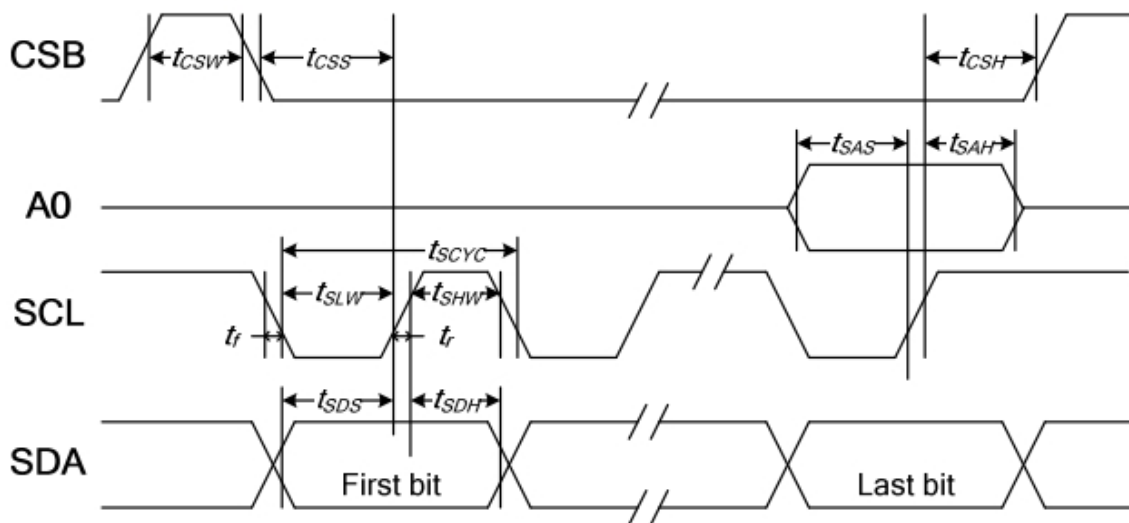 CSB
tCSW
tCSS
tCSH
A0
tSAS
tSAH
tSCYC
SCL
tSLW
tSHW
tf
tr
tSDS
tSDH
SDA
First bit
Last bit